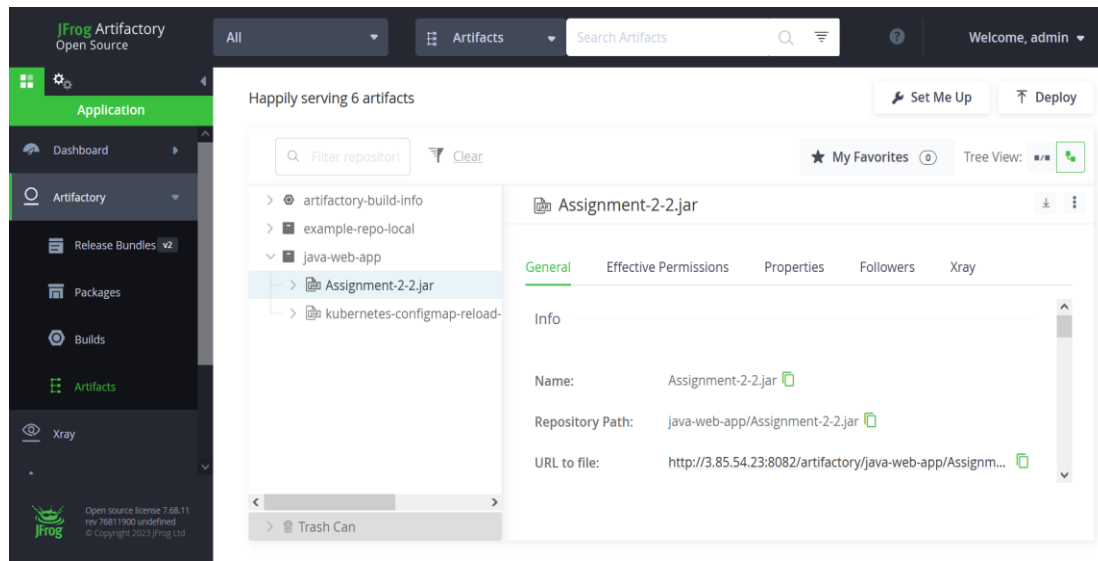 JFrog Artifactory
Open Source
All
Artifacts
Search Artifacts
Welcome, admin
Application
Dashboard
Artifactory
Release Bundles v2
Packages
Builds
Artifacts
Xray
JFrog
Open source license 7.68.11
rev 76811900 undefined
© Copyright 2023 JFrog Ltd
Happily serving 6 artifacts
Set Me Up
Deploy
Filter repositori
Clear
My Favorites 0
Tree View:
artifactory-build-info
example-repo-local
java-web-app
Assignment-2-2.jar
kubernetes-configmap-reload-
Trash Can
Assignment-2-2.jar
General Effective Permissions Properties Followers Xray
Info
Name: Assignment-2-2.jar
Repository Path: java-web-app/Assignment-2-2.jar
URL to file: http://3.85.54.23:8082/artifactory/java-web-app/Assignm...